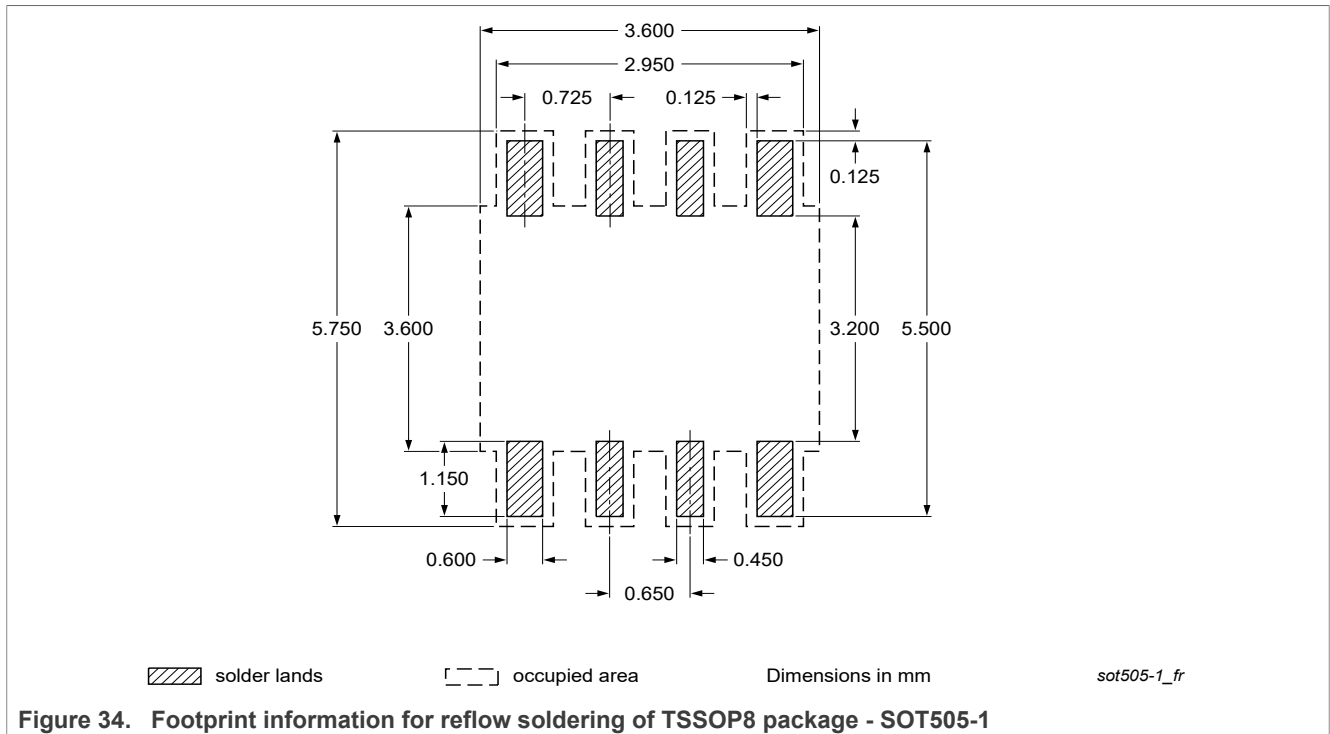 3.600
2.950
0.725 0.125
0.125
5.750 3.600 3.200 5.500
1.150
0.600 0.450
0.650
solder lands occupied area Dimensions in mm sot505-1_fr
Figure 34. Footprint information for reflow soldering of TSSOP8 package - SOT505-1